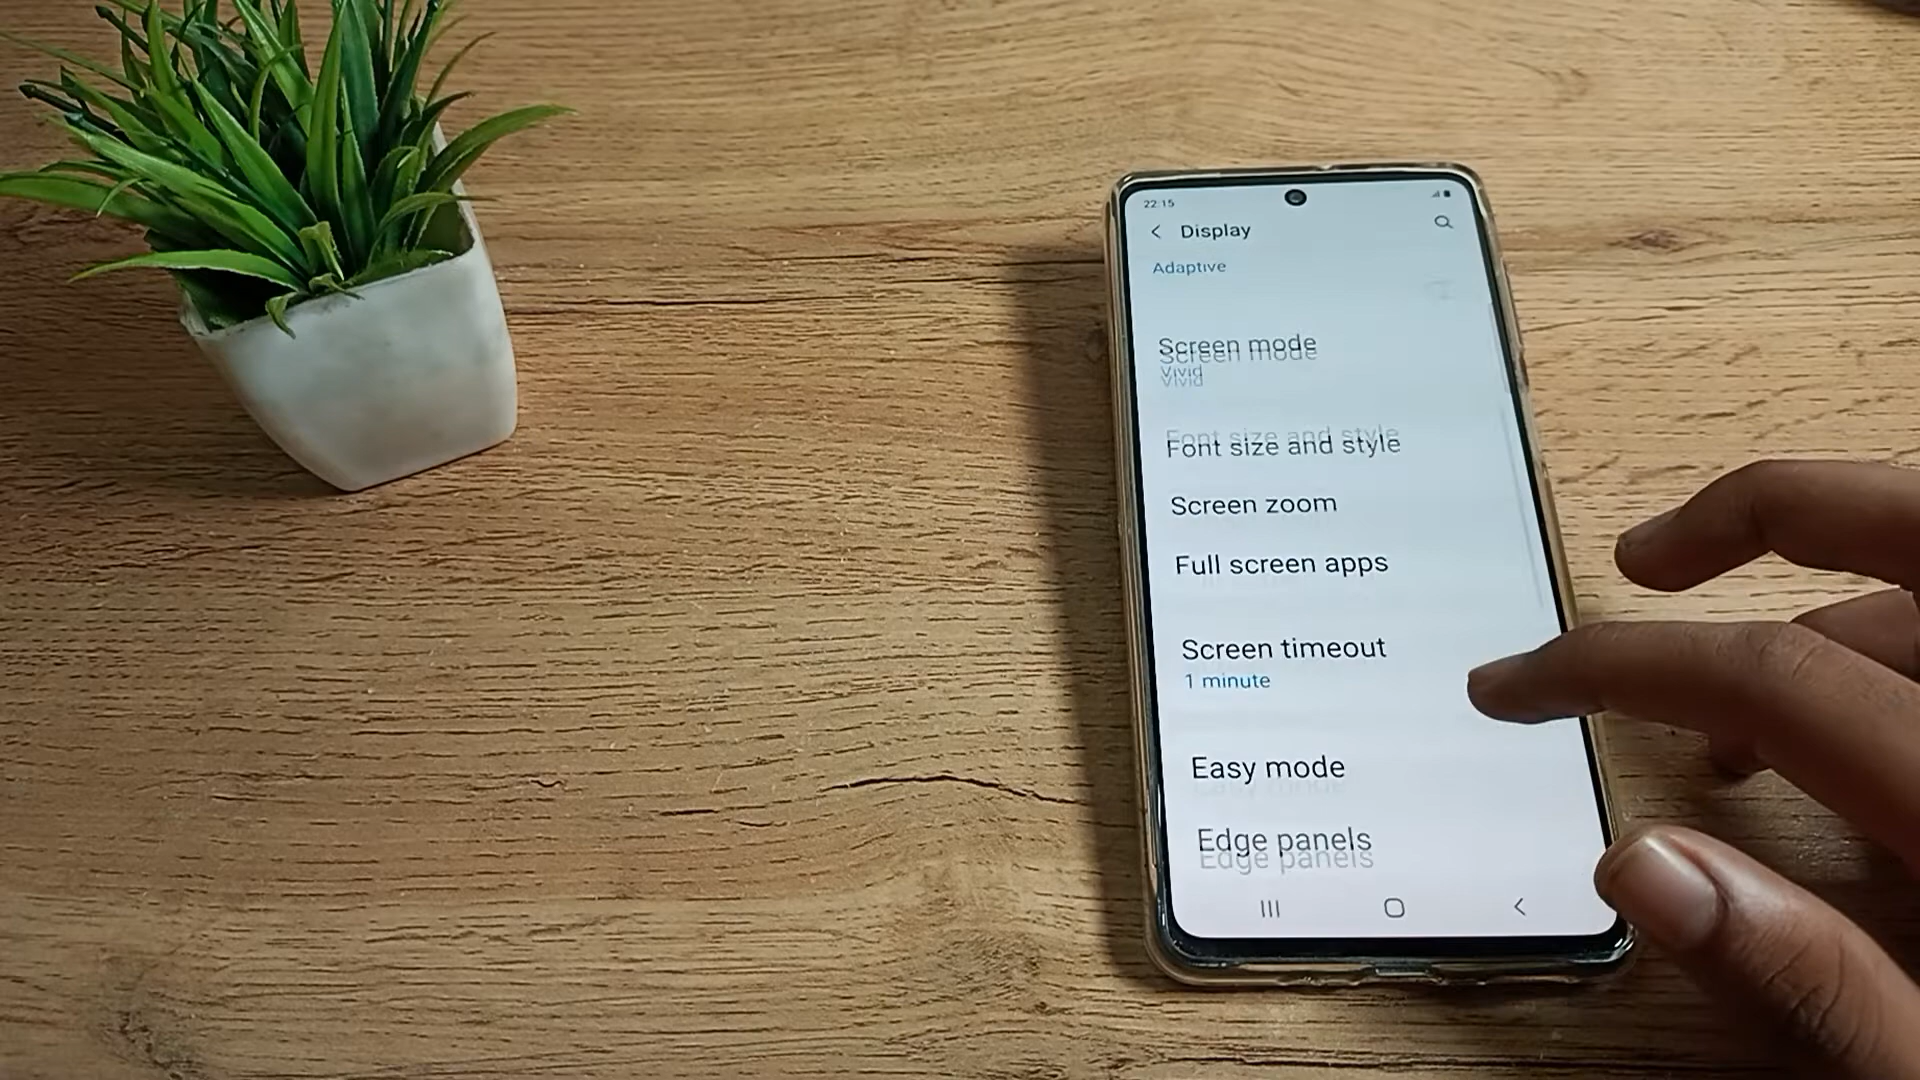 22:15
Display
Adaptive
Screen mode
Vivid
Font size and style
Screen zoom
Full screen apps
Screen timeout
1 minute
Easy mode
Edge panels